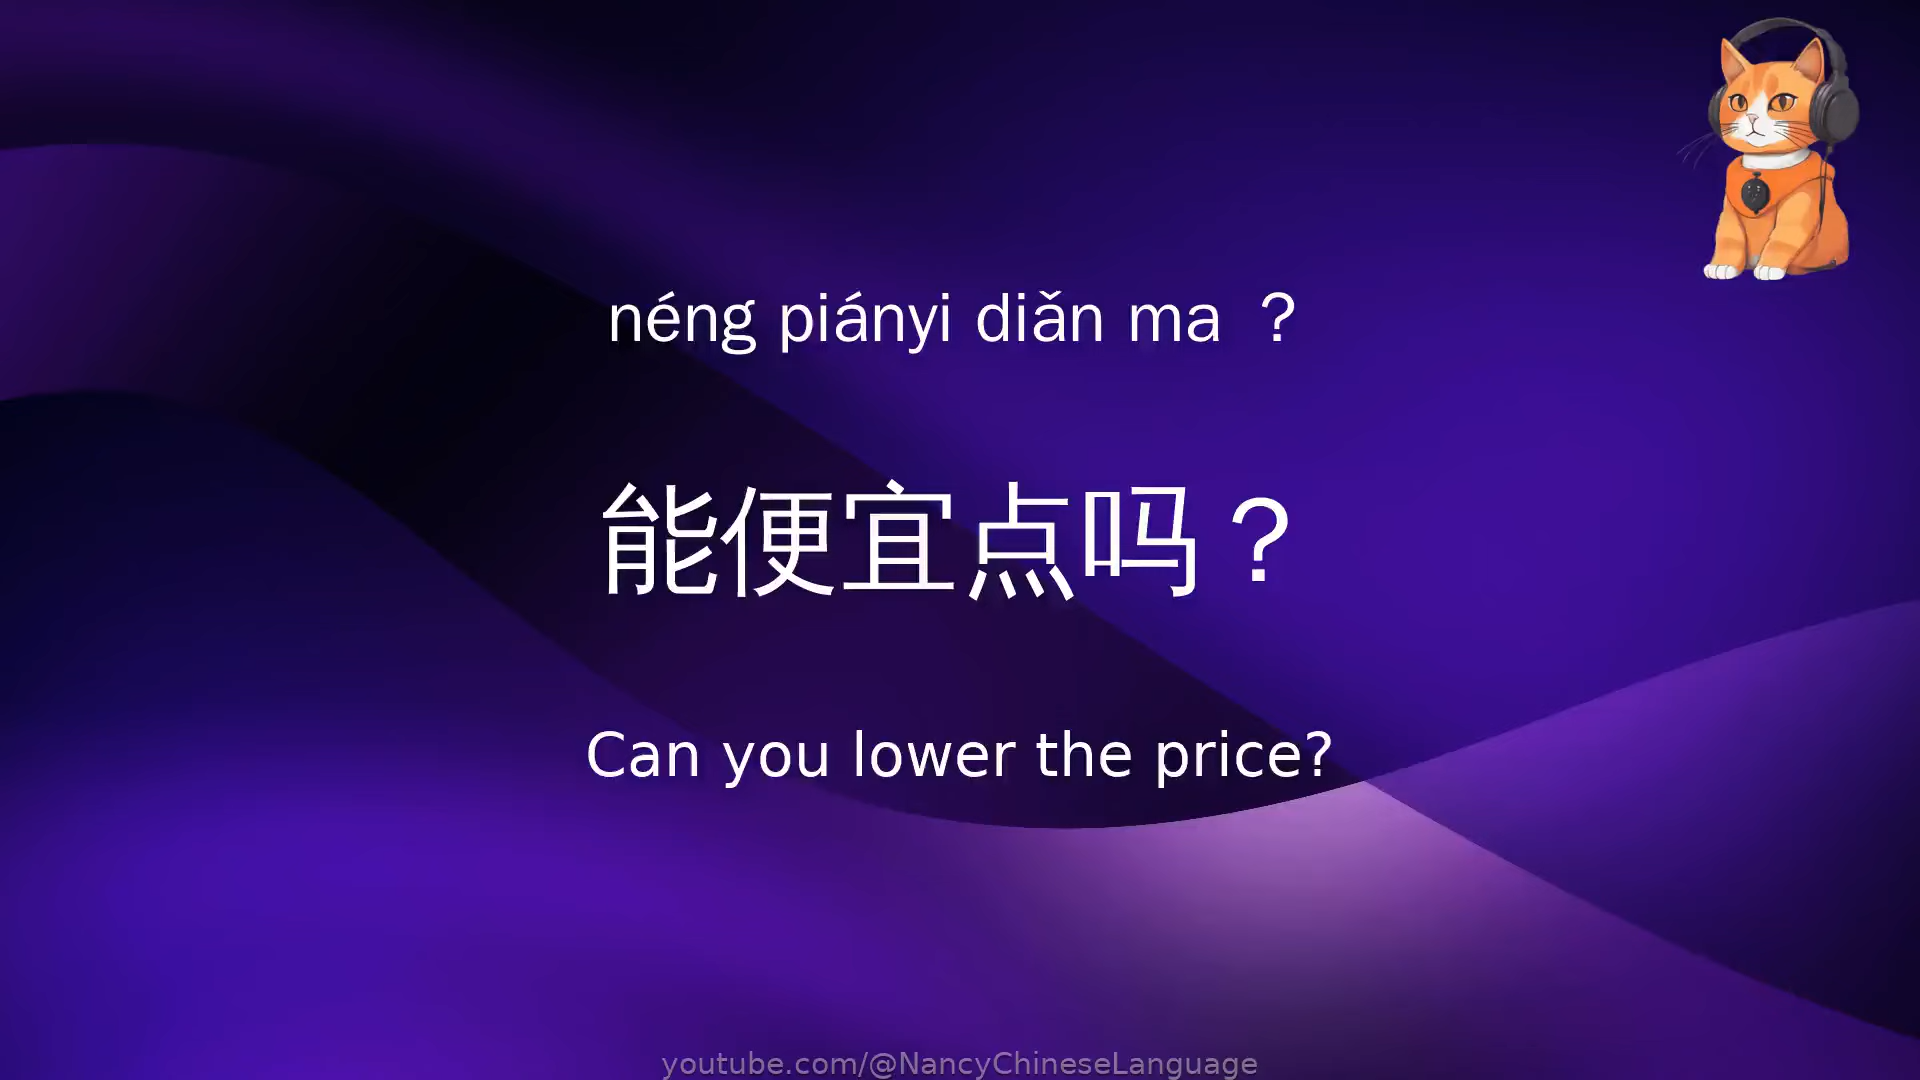 néng piányi diǎn ma ？
能便宜点吗？
Can you lower the price?
youtube.com/@NancyChineseLanguage